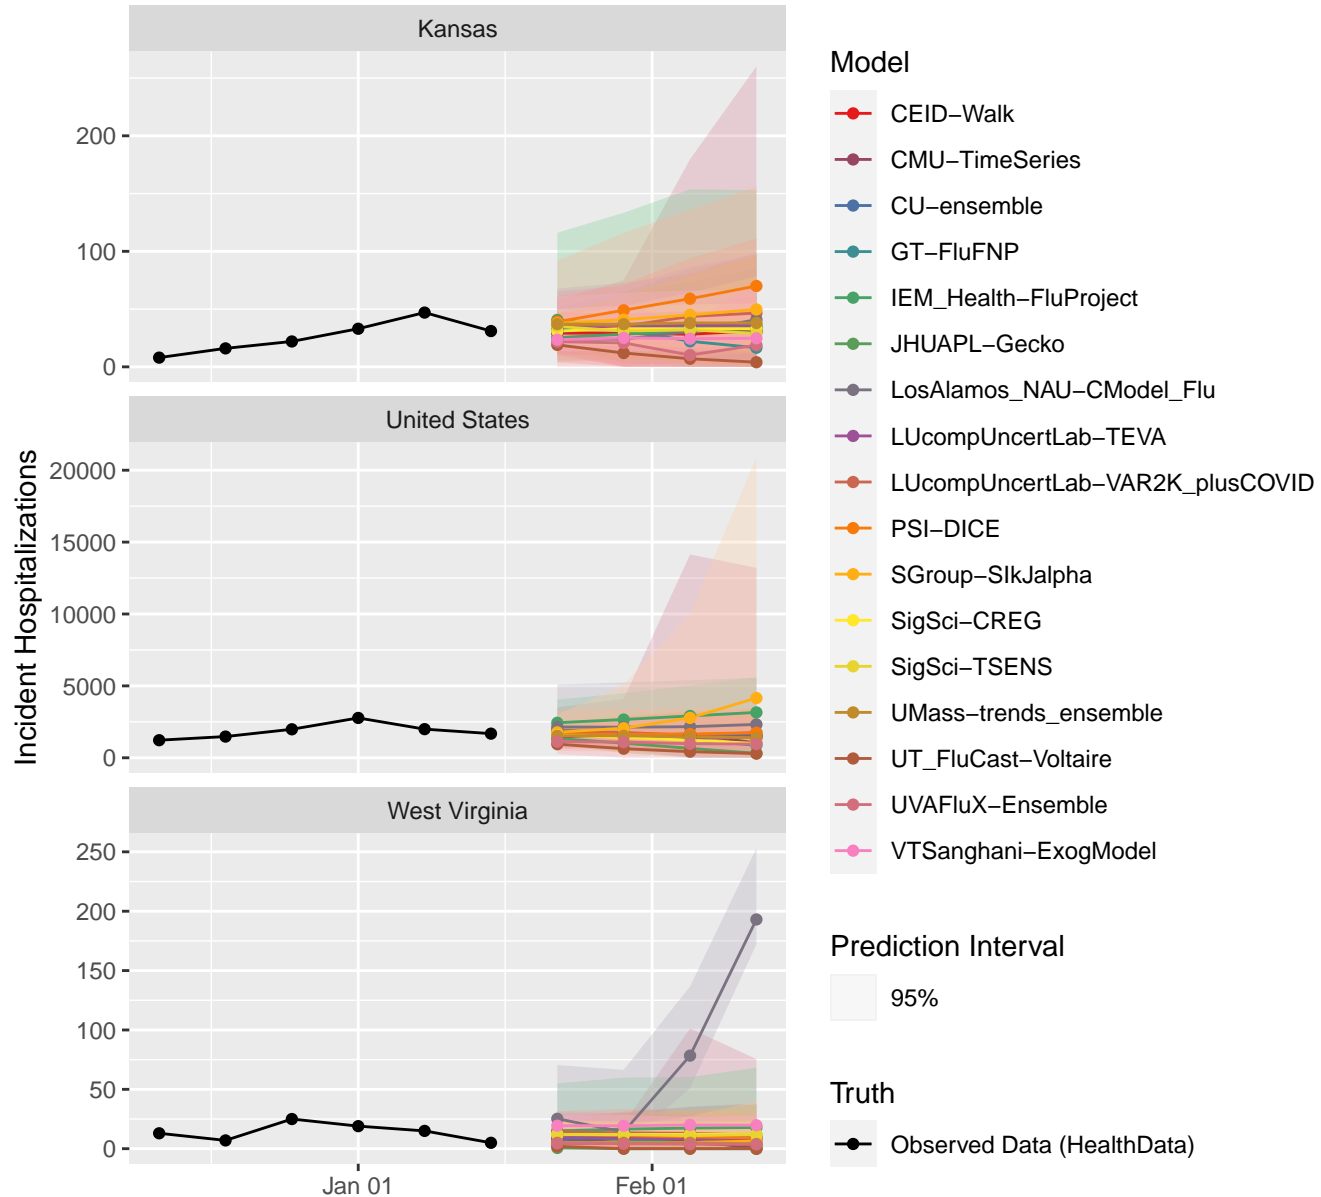 Kansas
200
100
0
United States
20000
15000
10000
5000
0
West Virginia
250
200
150
100
50
0
Jan 01
Feb 01
Incident Hospitalizations
Model
CEID−Walk
CMU−TimeSeries
CU−ensemble
GT−FluFNP
IEM_Health−FluProject
JHUAPL−Gecko
LosAlamos_NAU−CModel_Flu
LUcompUncertLab−TEVA
LUcompUncertLab−VAR2K_plusCOVID
PSI−DICE
SGroup−SIkJalpha
SigSci−CREG
SigSci−TSENS
UMass−trends_ensemble
UT_FluCast−Voltaire
UVAFluX−Ensemble
VTSanghani−ExogModel
Prediction Interval
95%
Truth
Observed Data (HealthData)